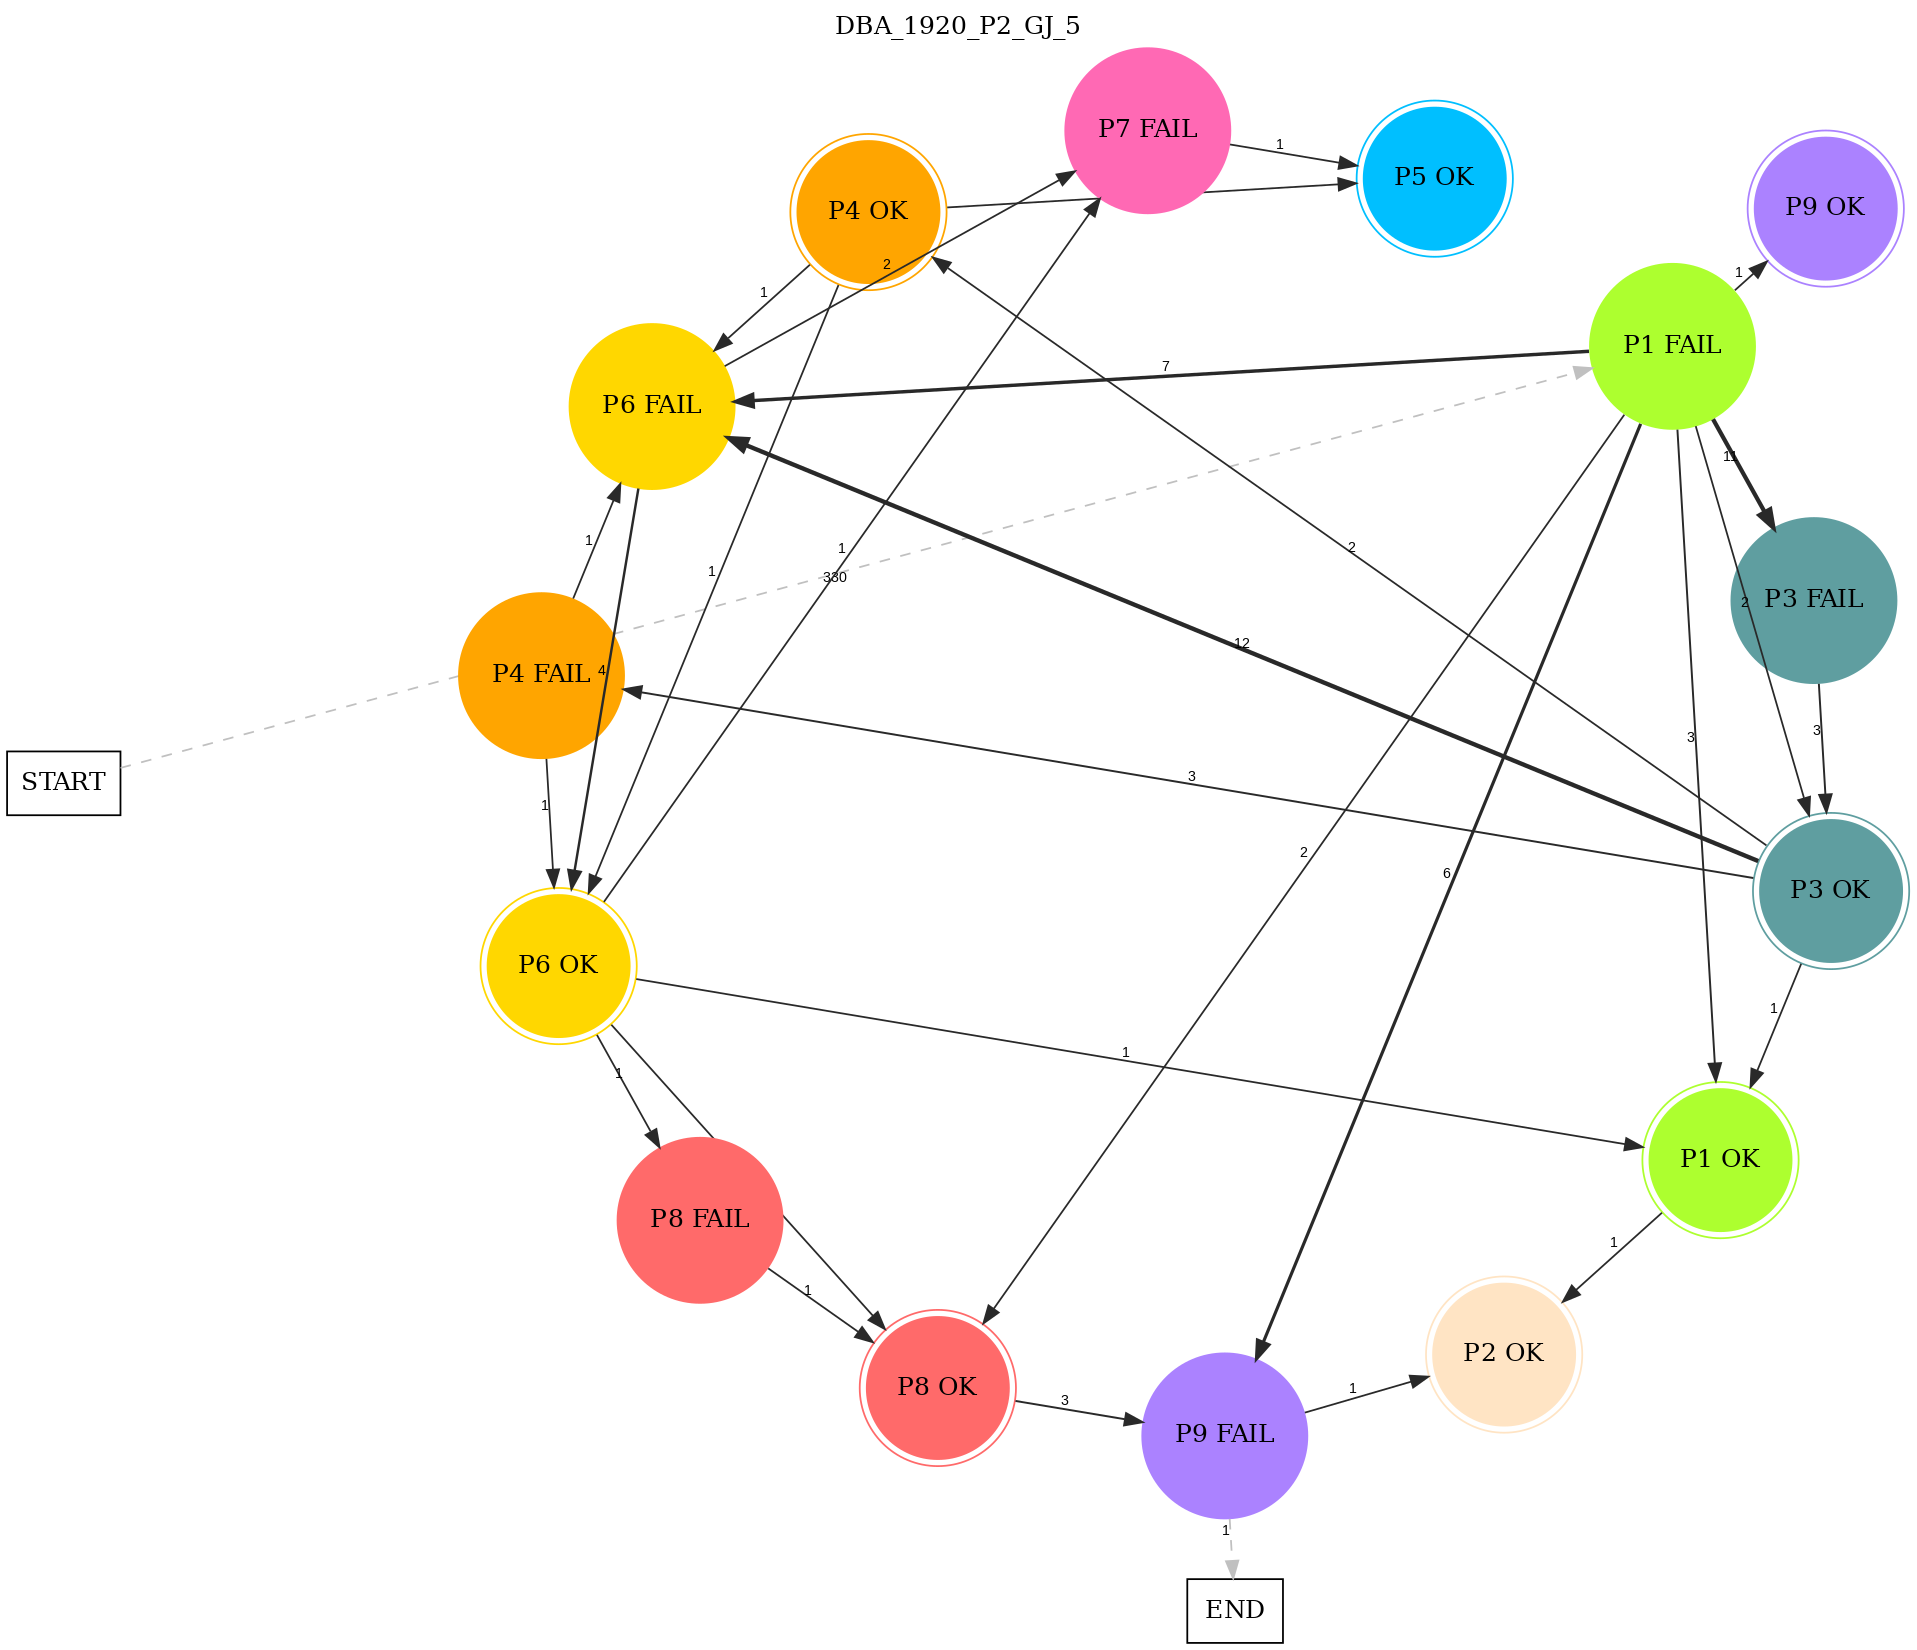 DBA_1920_P2_GJ_5
P7 FAIL
1
P5 OK
P4 OK
P9 OK
2
1
1
P1 FAIL
7
P6 FAIL
11
1
1
2
1
330
P3 FAIL
2
12
P4 FAIL
4
3
3
START
3
1
2
6
P3 OK
P6 OK
1
1
1
P1 OK
P8 FAIL
1
1
P2 OK
P8 OK
1
3
P9 FAIL
1
END